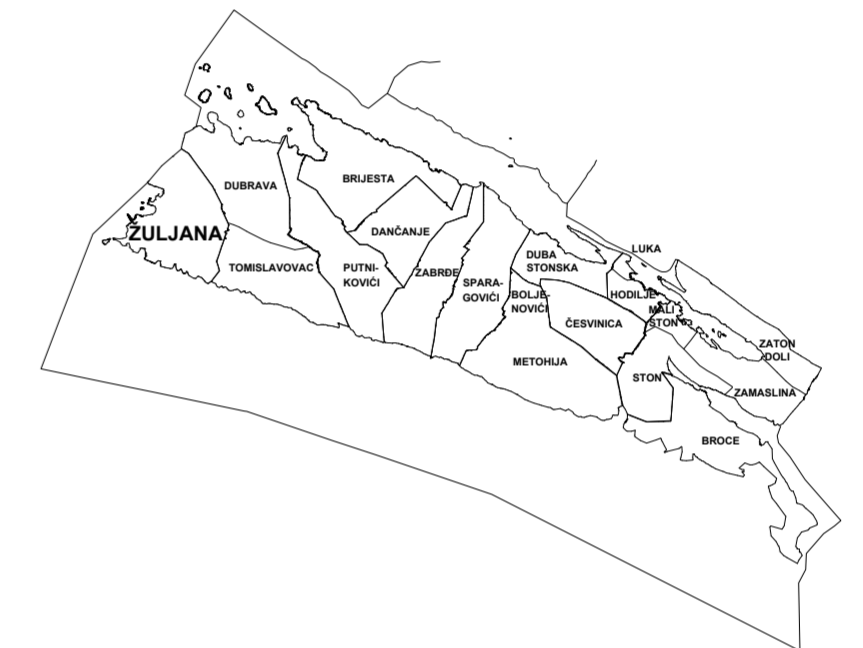 BRIJESTA
DUBRAVA
ŽULJANA
DANČANJE
LUKA
TOMISLAVOVAC
PUTNI-
KOVIĆI
ZABRĐE
SPARA-
GOVIĆI
DUBA
STONSKA
BOLJE-
NOVIĆI
HODILJE
MALI
STON
ČESVINICA
ZATON
DOLI
METOHIJA
STON
ZAMASLINA
BROCE